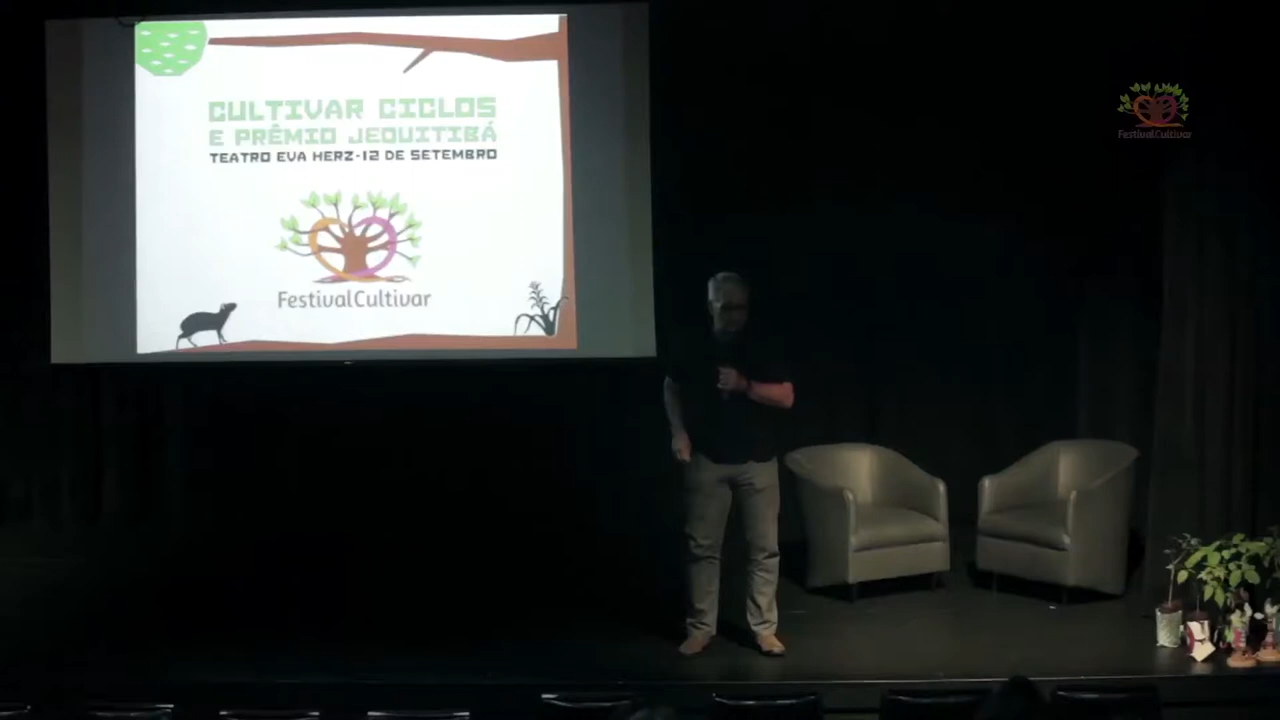 CULTIVAR CICLOS
E PRÊMIO JEQUITIBÁ
TEATRO EVA HERZ-12 DE SETEMBRO
FestivalCultivar
FestivalCultivar